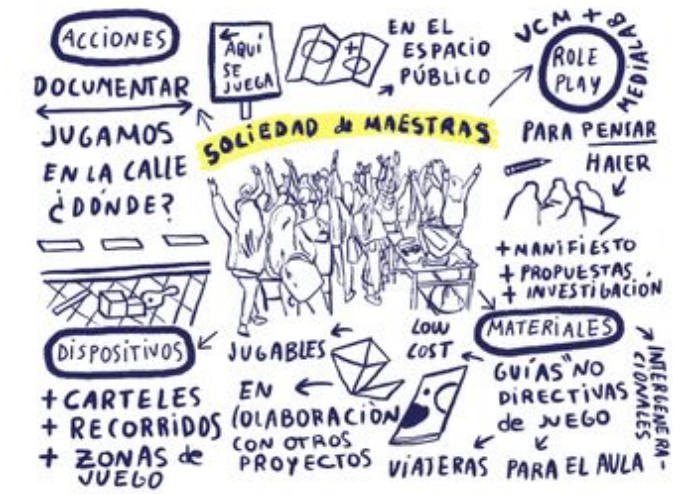 ACCIONES
DOCUMENTAR
JUGAMOS
EN LA CALLE
¿DÓNDE?
AQUÍ
SE
JUEGA
EN EL
ESPACIO
PÚBLICO
UCM + MEDIALAB
ROLE
PLAY
PARA PENSAR
HACER
+ MANIFIESTO
+ PROPUESTAS
+ INVESTIGACIÓN
SOCIEDAD de MAESTRAS
DISPOSITIVOS
+ CARTELES
+ RECORRIDOS
+ ZONAS de
JUEGO
JUGABLES
EN
COLABORACIÓN
CON OTROS
PROYECTOS
LOW
COST
MATERIALES
GUÍAS "NO
DIRECTIVAS
de JUEGO
VIAJERAS
PARA EL AULA
INTERGENERA-
CIONALES